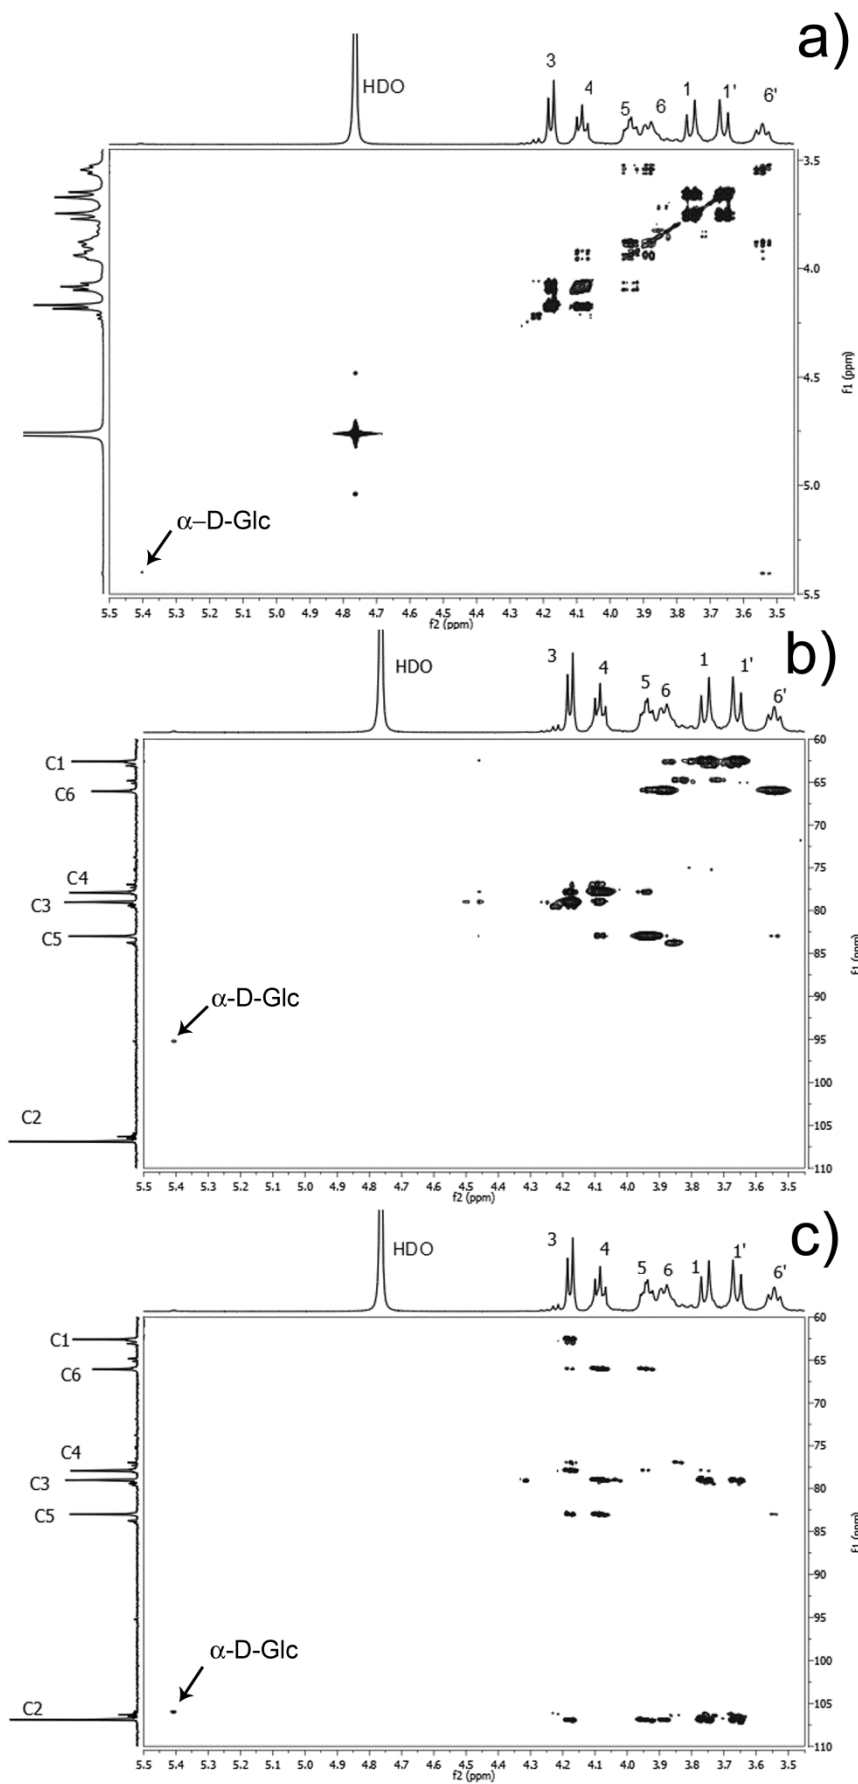 a)
HDO
3
4
5
6
1
1'
6'
3.5
4.0
4.5
5.0
5.5
f1 (ppm)
α–D-Glc
5.5 5.4 5.3 5.2 5.1 5.0 4.9 4.8 4.7 4.6 4.5 4.4 4.3 4.2 4.1 4.0 3.9 3.8 3.7 3.6 3.5
f2 (ppm)
b)
HDO
3
4
5
6
1
1'
6'
C1
C6
C4
C3
C5
C2
α-D-Glc
60
65
70
75
80
85
90
95
100
105
110
f1 (ppm)
5.5 5.4 5.3 5.2 5.1 5.0 4.9 4.8 4.7 4.6 4.5 4.4 4.3 4.2 4.1 4.0 3.9 3.8 3.7 3.6 3.5
f2 (ppm)
c)
HDO
3
4
5
6
1
1'
6'
C1
C6
C4
C3
C5
C2
α-D-Glc
60
65
70
75
80
85
90
95
100
105
110
f1 (ppm)
5.5 5.4 5.3 5.2 5.1 5.0 4.9 4.8 4.7 4.6 4.5 4.4 4.3 4.2 4.1 4.0 3.9 3.8 3.7 3.6 3.5
f2 (ppm)